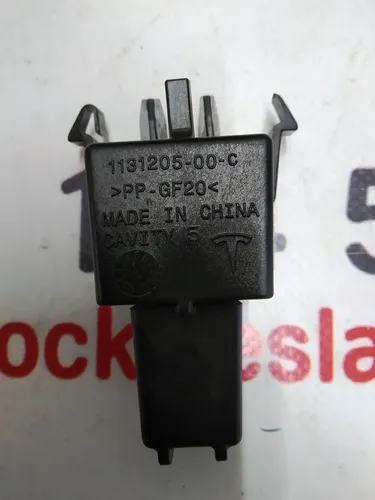 1131205-00-C
>PP-GF20<
MADE IN CHINA
CAVITY 5